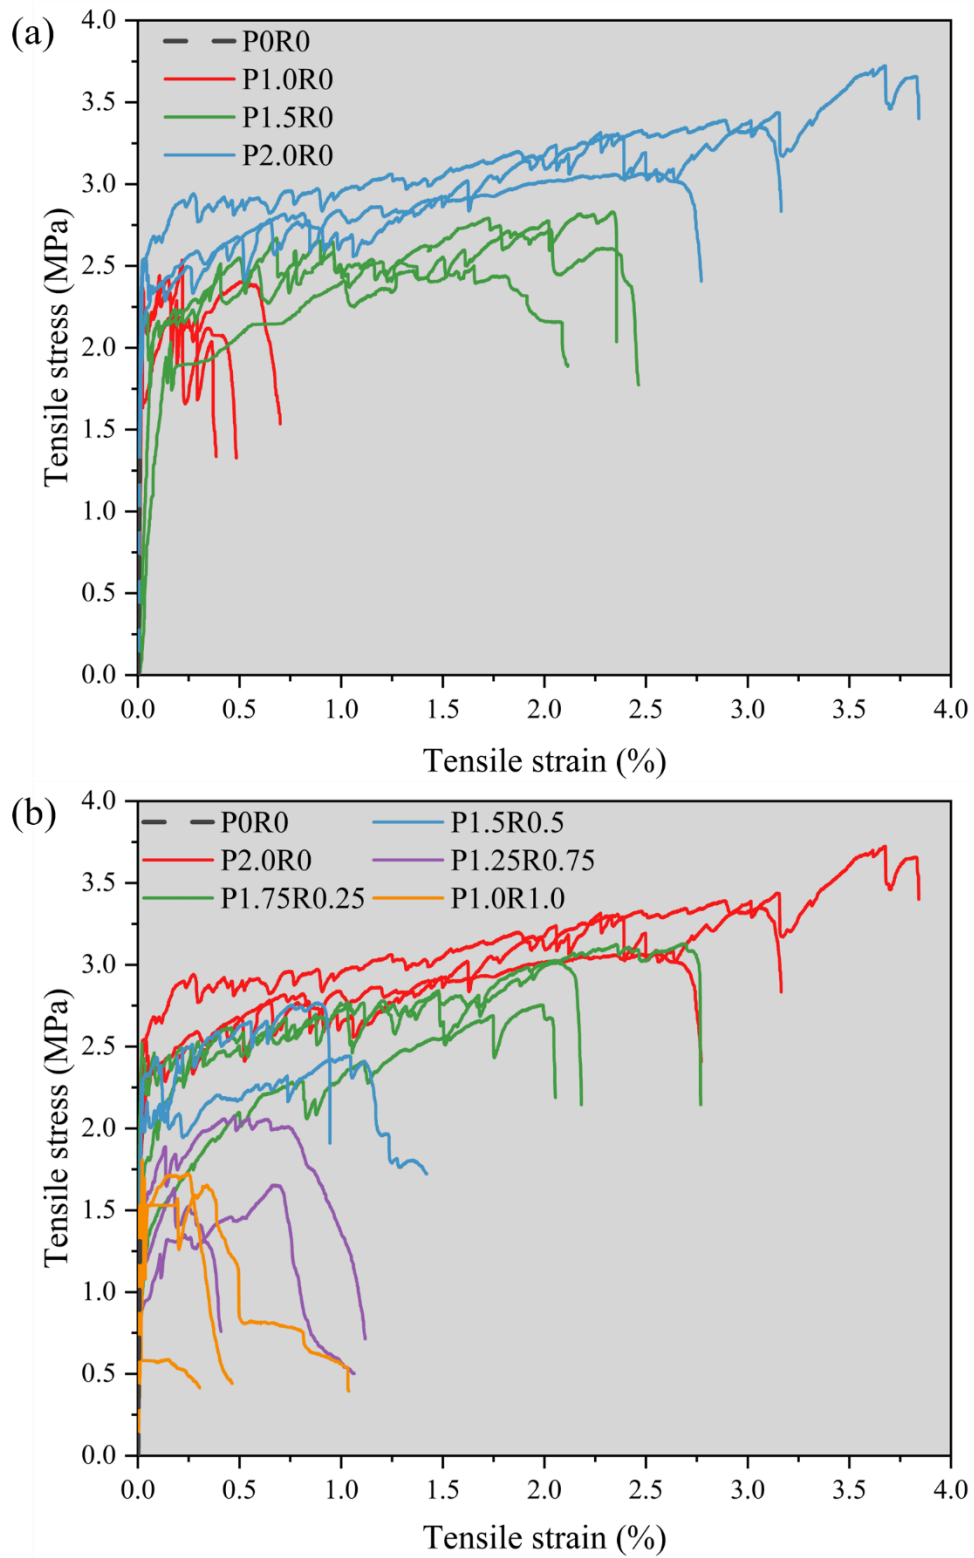 (a)
4.0
3.5
3.0
2.5
2.0
1.5
1.0
0.5
0.0
Tensile stress (MPa)
P0R0
P1.0R0
P1.5R0
P2.0R0
0.0 0.5 1.0 1.5 2.0 2.5 3.0 3.5 4.0
Tensile strain (%)
(b)
4.0
3.5
3.0
2.5
2.0
1.5
1.0
0.5
0.0
Tensile stress (MPa)
P0R0 P1.5R0.5
P2.0R0 P1.25R0.75
P1.75R0.25 P1.0R1.0
0.0 0.5 1.0 1.5 2.0 2.5 3.0 3.5 4.0
Tensile strain (%)